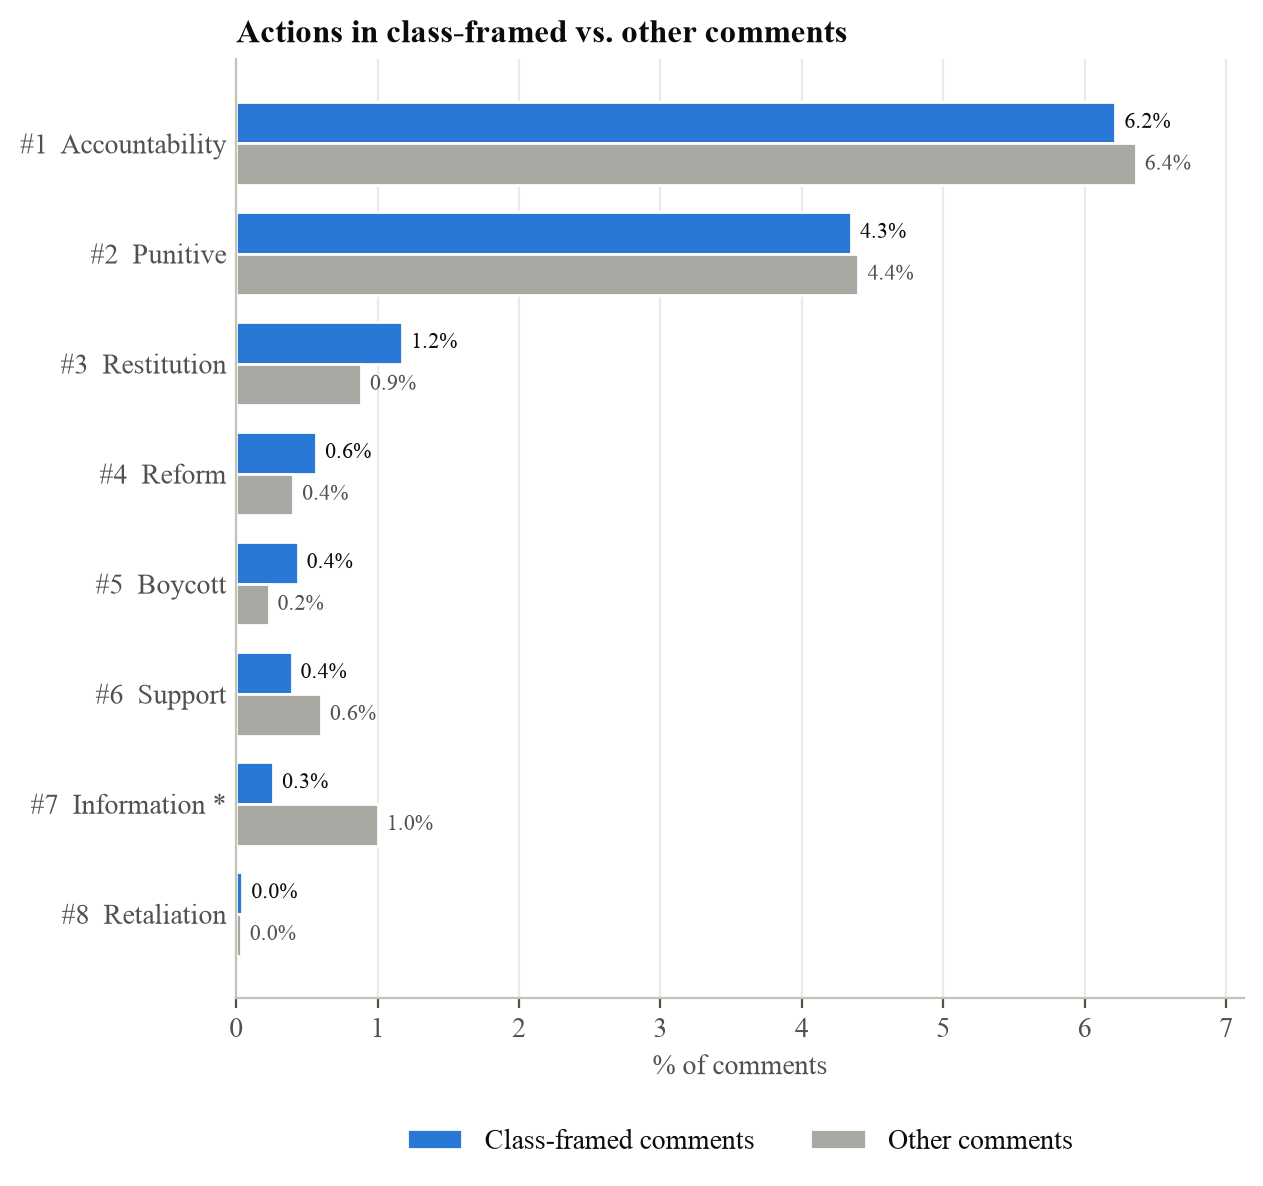 Actions in class-framed vs. other comments
#1 Accountability
6.2%
6.4%
#2 Punitive
4.3%
4.4%
#3 Restitution
1.2%
0.9%
#4 Reform
0.6%
0.4%
#5 Boycott
0.4%
0.2%
#6 Support
0.4%
0.6%
#7 Information *
0.3%
1.0%
#8 Retaliation
0.0%
0.0%
0 1 2 3 4 5 6 7
% of comments
Class-framed comments Other comments